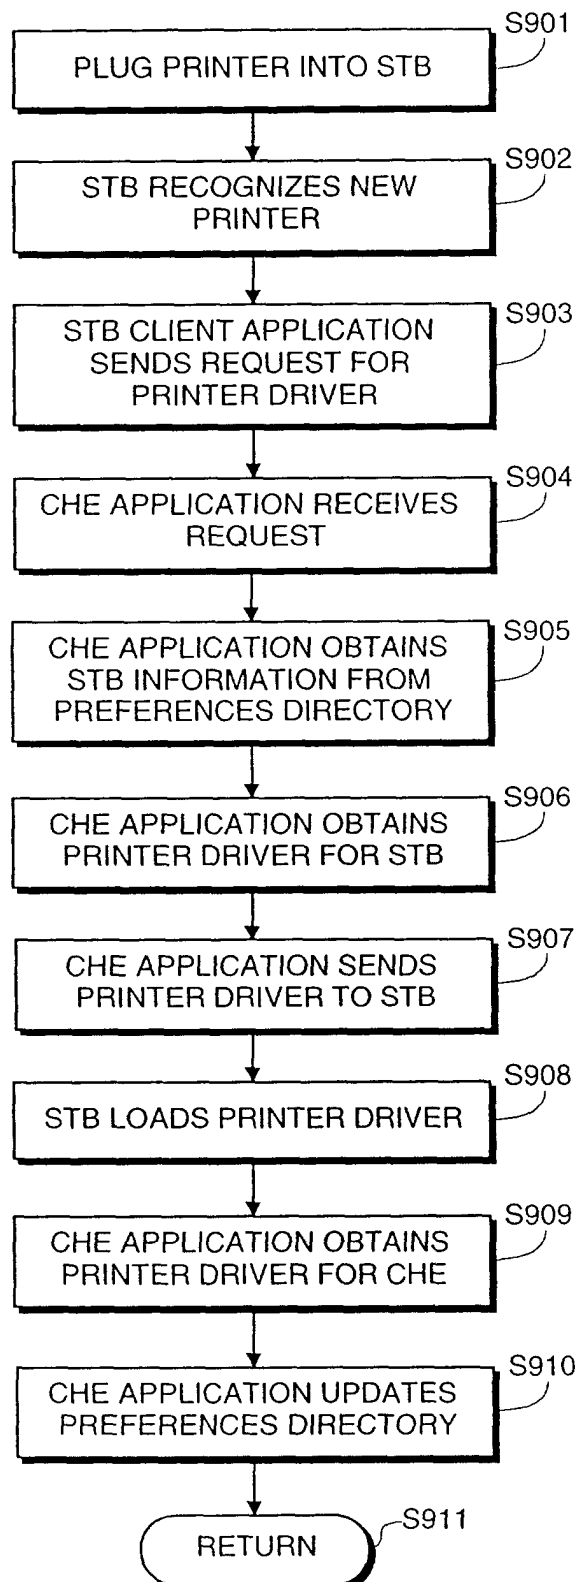 S901
PLUG PRINTER INTO STB
S902
STB RECOGNIZES NEW
PRINTER
S903
STB CLIENT APPLICATION
SENDS REQUEST FOR
PRINTER DRIVER
S904
CHE APPLICATION RECEIVES
REQUEST
S905
CHE APPLICATION OBTAINS
STB INFORMATION FROM
PREFERENCES DIRECTORY
S906
CHE APPLICATION OBTAINS
PRINTER DRIVER FOR STB
S907
CHE APPLICATION SENDS
PRINTER DRIVER TO STB
S908
STB LOADS PRINTER DRIVER
S909
CHE APPLICATION OBTAINS
PRINTER DRIVER FOR CHE
S910
CHE APPLICATION UPDATES
PREFERENCES DIRECTORY
S911
RETURN